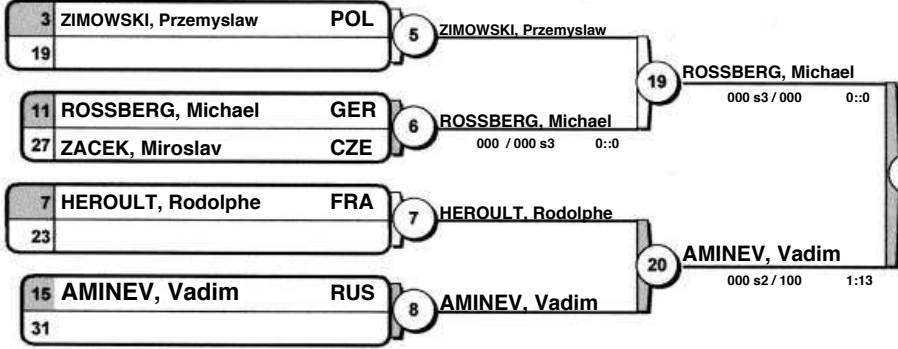 3 ZIMOWSKI, Przemyslaw POL
19
5 ZIMOWSKI, Przemyslaw
11 ROSSBERG, Michael GER
27 ZACEK, Miroslav CZE
6 ROSSBERG, Michael
000 / 000 s3 0::0
19 ROSSBERG, Michael
000 s3 / 000 0::0
7 HEROULT, Rodolphe FRA
23
7 HEROULT, Rodolphe
15 AMINEV, Vadim RUS
31
8 AMINEV, Vadim
20 AMINEV, Vadim
000 s2 / 100 1:13